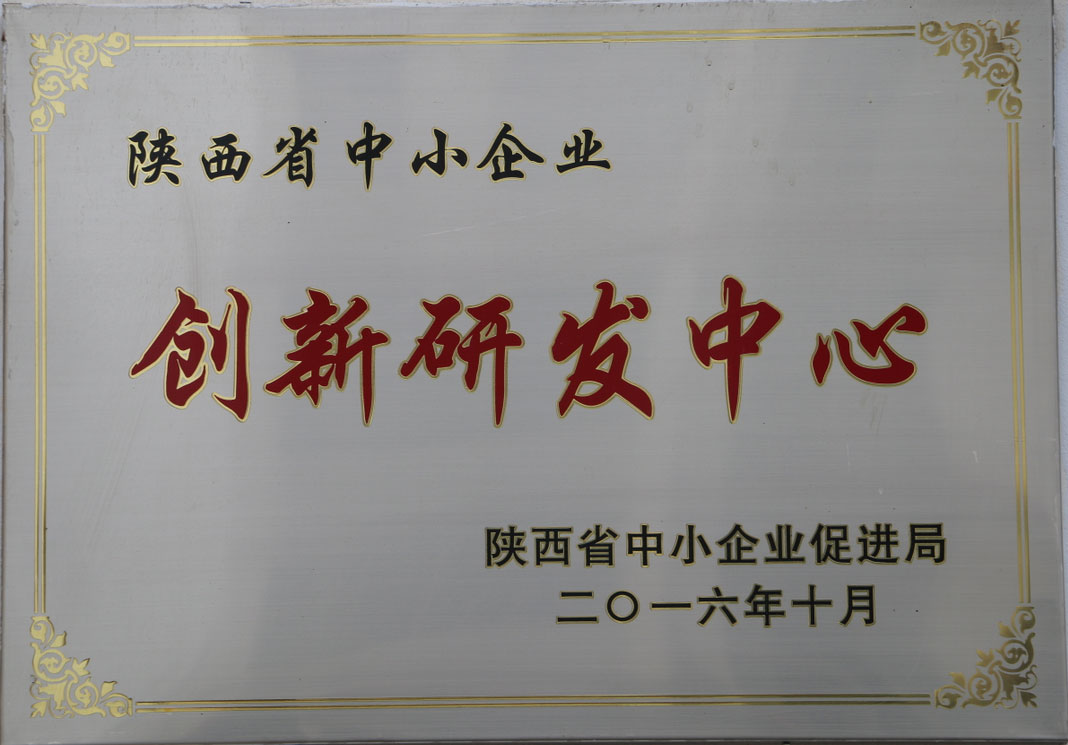 陕西省中小企业
创新研发中心
陕西省中小企业促进局
二〇一六年十月